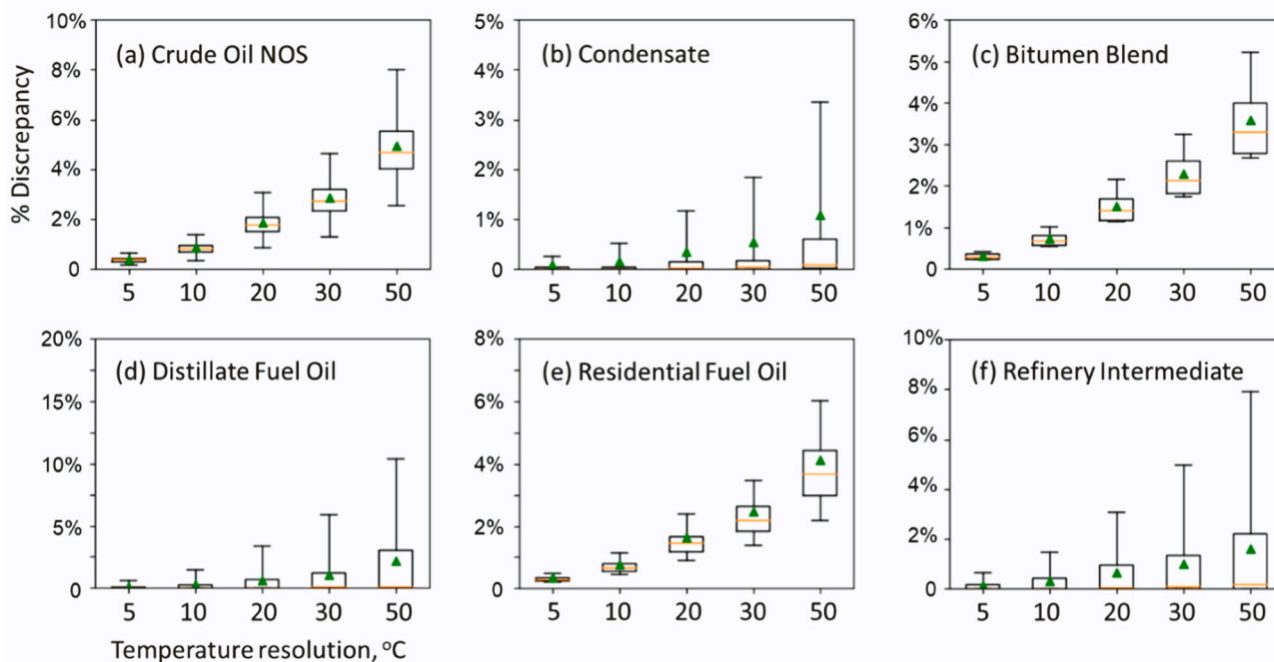 10%
8%
6%
4%
2%
0
(a) Crude Oil NOS
5 10 20 30 50
5%
4%
3%
2%
1%
0
(b) Condensate
5 10 20 30 50
6%
5%
4%
3%
2%
1%
0
(c) Bitumen Blend
5 10 20 30 50
% Discrepancy
20%
15%
10%
5%
0
(d) Distillate Fuel Oil
5 10 20 30 50
8%
6%
4%
2%
0
(e) Residential Fuel Oil
5 10 20 30 50
10%
8%
6%
4%
2%
0
(f) Refinery Intermediate
5 10 20 30 50
Temperature resolution, °C